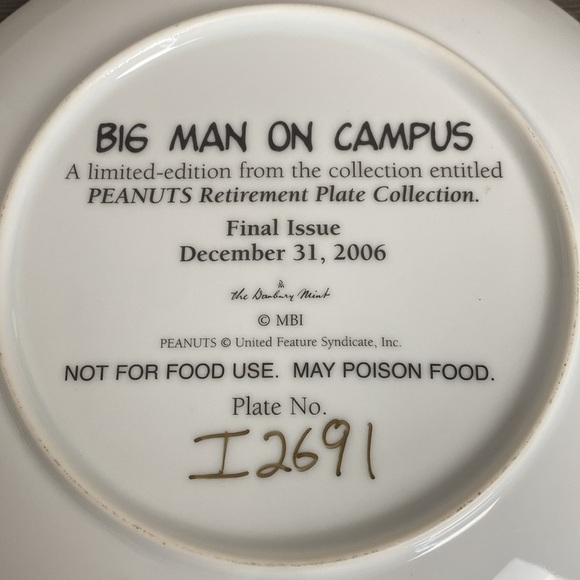 BIG MAN ON CAMPUS
A limited-edition from the collection entitled
PEANUTS Retirement Plate Collection.
Final Issue
December 31, 2006
the Danbury Mint
© MBI
PEANUTS © United Feature Syndicate, Inc.
NOT FOR FOOD USE. MAY POISON FOOD.
Plate No.
I2691